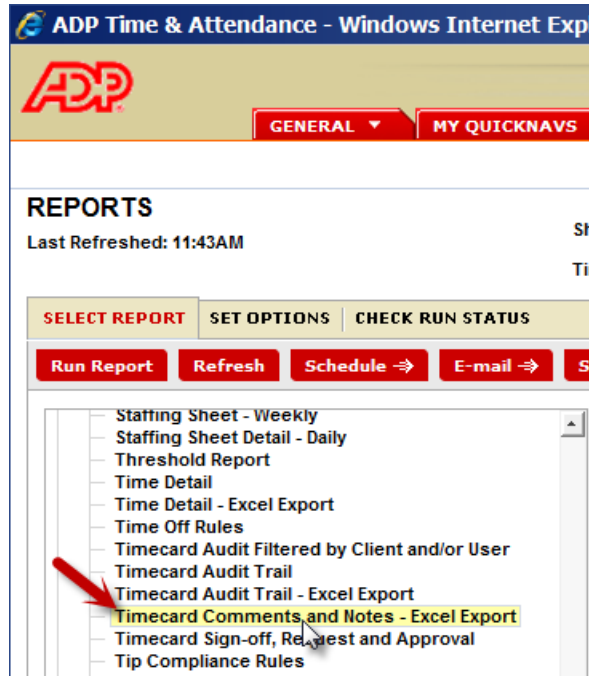 ADP Time & Attendance - Windows Internet Exp
ADP
GENERAL MY QUICKNAVS
REPORTS
Last Refreshed: 11:43AM
Sh
Ti
SELECT REPORT SET OPTIONS CHECK RUN STATUS
Run Report Refresh Schedule E-mail S
Staffing Sheet - Weekly
Staffing Sheet Detail - Daily
Threshold Report
Time Detail
Time Detail - Excel Export
Time Off Rules
Timecard Audit Filtered by Client and/or User
Timecard Audit Trail
Timecard Audit Trail - Excel Export
Timecard Comments and Notes - Excel Export
Timecard Sign-off, Request and Approval
Tip Compliance Rules